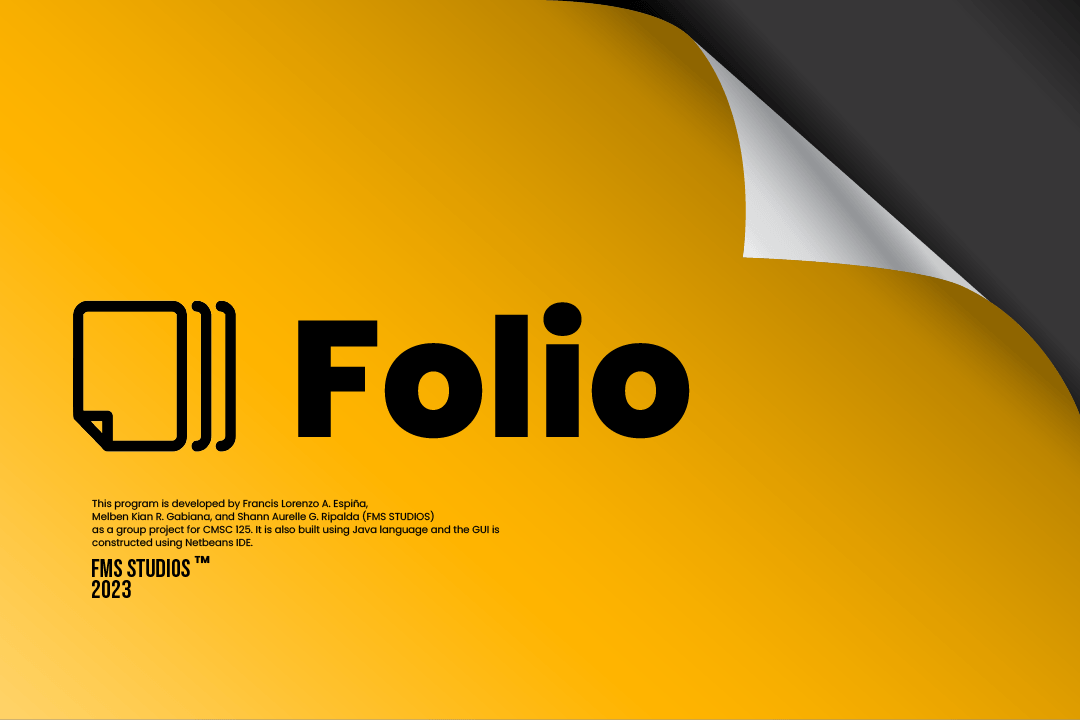 Folio
This program is developed by Francis Lorenzo A. Espiña,
Melben Kian R. Gabiana, and Shann Aurelle G. Ripalda (FMS STUDIOS)
as a group project for CMSC 125. It is also built using Java language and the GUI is
constructed using Netbeans IDE.
FMS STUDIOS ™
2023